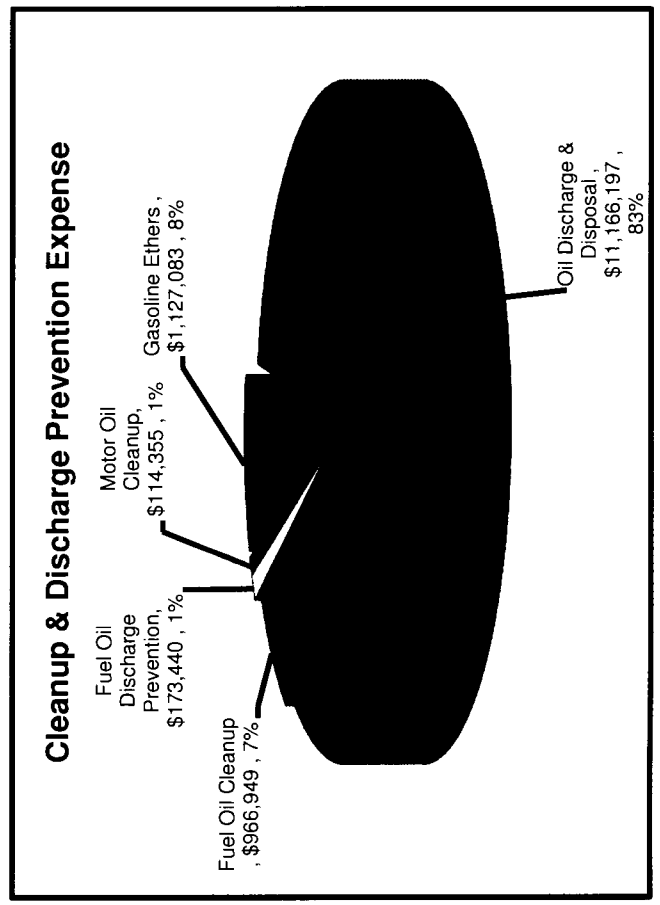 Cleanup & Discharge Prevention Expense
Fuel Oil Cleanup
, $966,949 , 7%
Fuel Oil
Discharge
Prevention,
$173,440 , 1%
Motor Oil
Cleanup,
$114,355 , 1%
Gasoline Ethers ,
$1,127,083 , 8%
Oil Discharge &
Disposal ,
$11,166,197 ,
83%